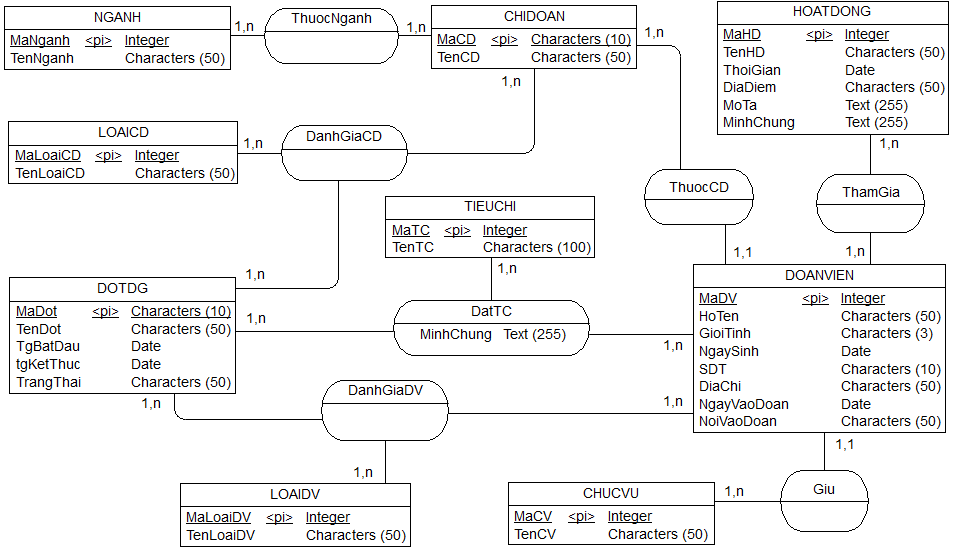 NGANH
MaNganh <pi> Integer
TenNganh Characters (50)
1,n
ThuocNganh
1,n
CHIDOAN
MaCD <pi> Characters (10)
TenCD Characters (50)
1,n
1,n
HOATDONG
MaHD <pi> Integer
TenHD Characters (50)
ThoiGian Date
DiaDiem Characters (50)
MoTa Text (255)
MinhChung Text (255)
1,n
LOAICD
MaLoaiCD <pi> Integer
TenLoaiCD Characters (50)
1,n
DanhGiaCD
ThuocCD
ThamGia
TIEUCHI
MaTC <pi> Integer
TenTC Characters (100)
1,n
1,1
1,n
1,n
DOTDG
MaDot <pi> Characters (10)
TenDot Characters (50)
TgBatDau Date
tgKetThuc Date
TrangThai Characters (50)
1,n
DatTC
MinhChung Text (255)
1,n
DOANVIEN
MaDV <pi> Integer
HoTen Characters (50)
GioiTinh Characters (3)
NgaySinh Date
SDT Characters (10)
DiaChi Characters (50)
NgayVaoDoan Date
NoiVaoDoan Characters (50)
1,n
DanhGiaDV
1,n
1,1
1,n
LOAIDV
MaLoaiDV <pi> Integer
TenLoaiDV Characters (50)
CHUCVU
MaCV <pi> Integer
TenCV Characters (50)
1,n
Giu